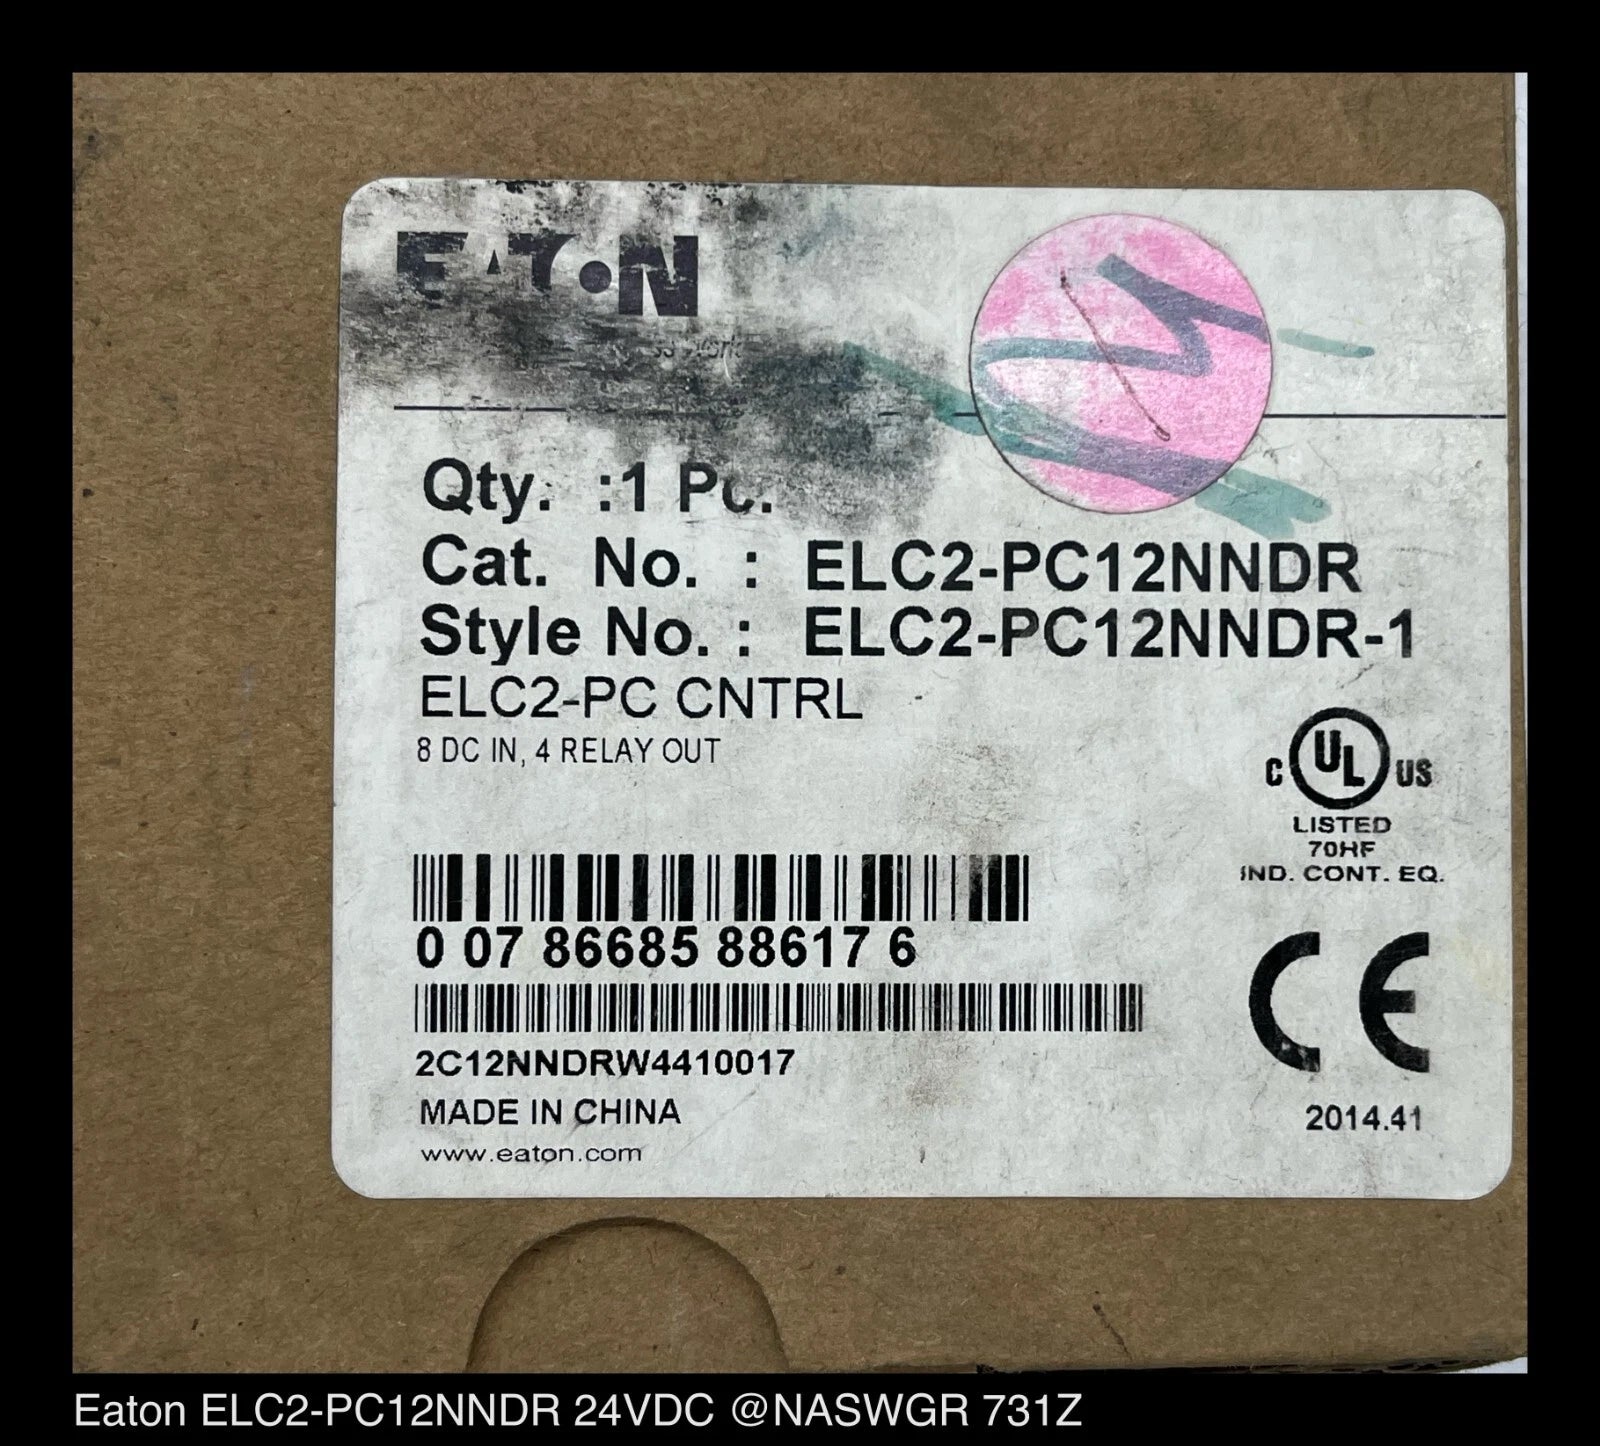 EATON
Qty. :1 Pc.
Cat. No. : ELC2-PC12NNDR
Style No. : ELC2-PC12NNDR-1
ELC2-PC CNTRL
8 DC IN, 4 RELAY OUT
C UL US
LISTED
70HF
IND. CONT. EQ.
0 07 86685 88617 6
CE
2C12NNDRW4410017
MADE IN CHINA
2014.41
www.eaton.com
Eaton ELC2-PC12NNDR 24VDC @NASWGR 731Z